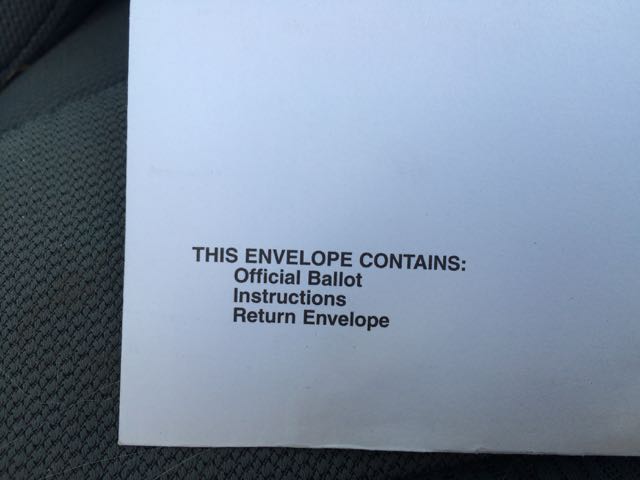 THIS ENVELOPE CONTAINS:
Official Ballot
Instructions
Return Envelope